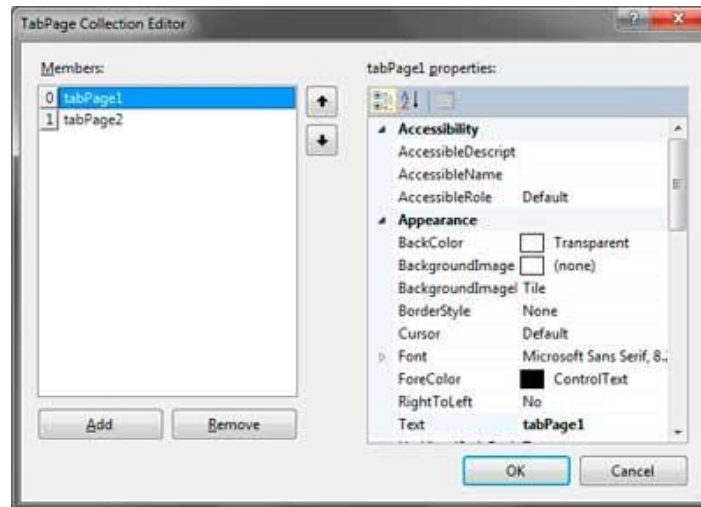 TabPage Collection Editor
Members:
0 tabPage1
1 tabPage2
Add
Remove
tabPage1 properties:
Accessibility
AccessibleDescript
AccessibleName
AccessibleRole Default
Appearance
BackColor Transparent
BackgroundImage (none)
BackgroundImagel Tile
BorderStyle None
Cursor Default
Font Microsoft Sans Serif, 8.
ForeColor ControlText
RightToLeft No
Text tabPage1
OK
Cancel